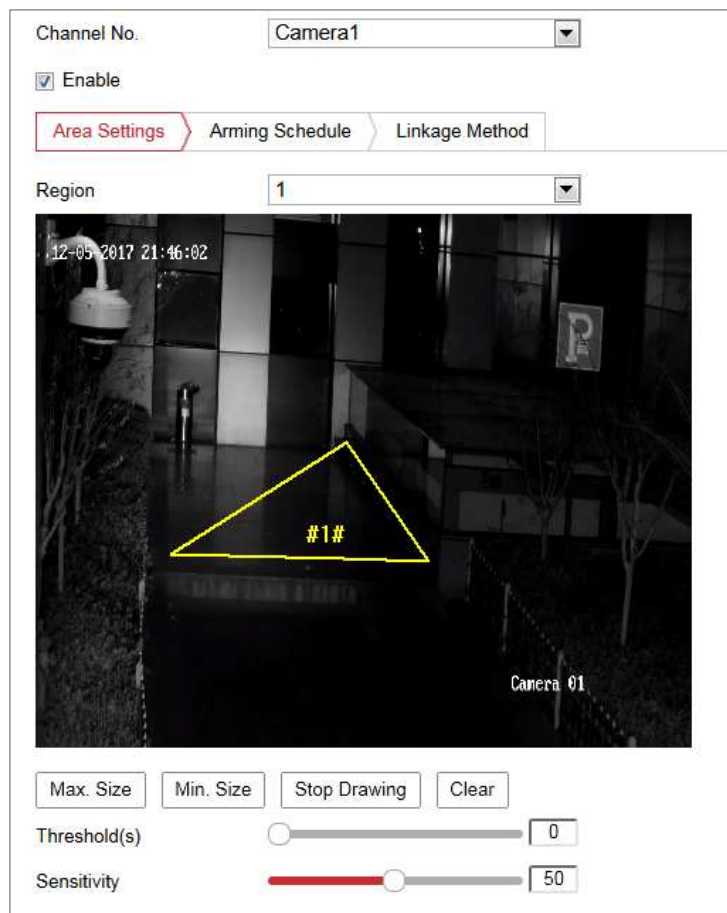 Channel No. Camera1
Enable
Area Settings Arming Schedule Linkage Method
Region 1
12-05-2017 21:46:02
P
#1#
Camera 01
Max. Size Min. Size Stop Drawing Clear
Threshold(s) 0
Sensitivity 50